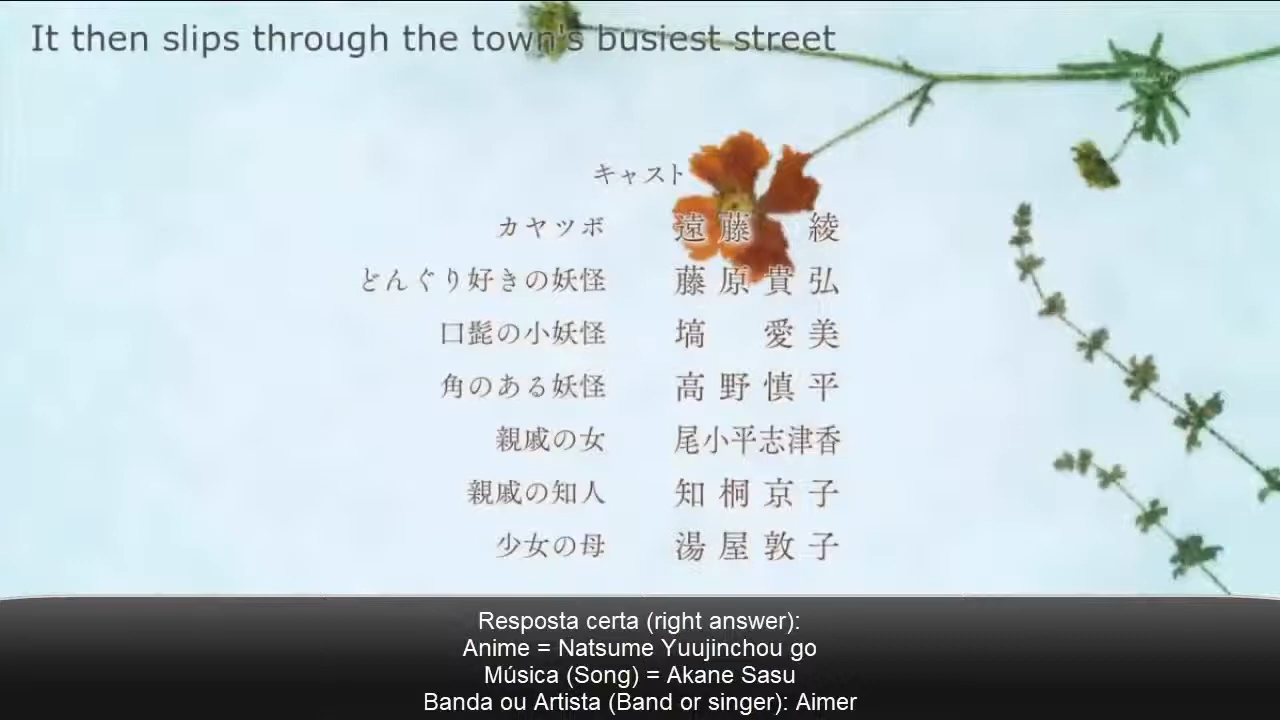 It then slips through the town's busiest street
キャスト
カヤツボ 遠藤 綾
どんぐり好きの妖怪 藤原貴弘
口髭の小妖怪 塙 愛美
角のある妖怪 高野慎平
親戚の女 尾小平志津香
親戚の知人 知桐京子
少女の母 湯屋敦子
Resposta certa (right answer):
Anime = Natsume Yuujinchou go
Música (Song) = Akane Sasu
Banda ou Artista (Band or singer): Aimer